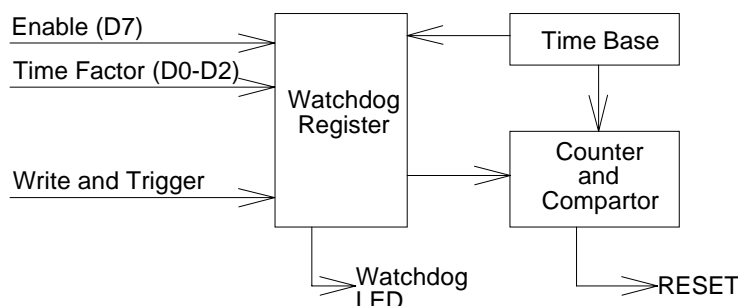 Enable (D7)
Time Factor (D0-D2)
Write and Trigger
Watchdog
Register
Time Base
Counter
and
Compartor
Watchdog
LED
RESET